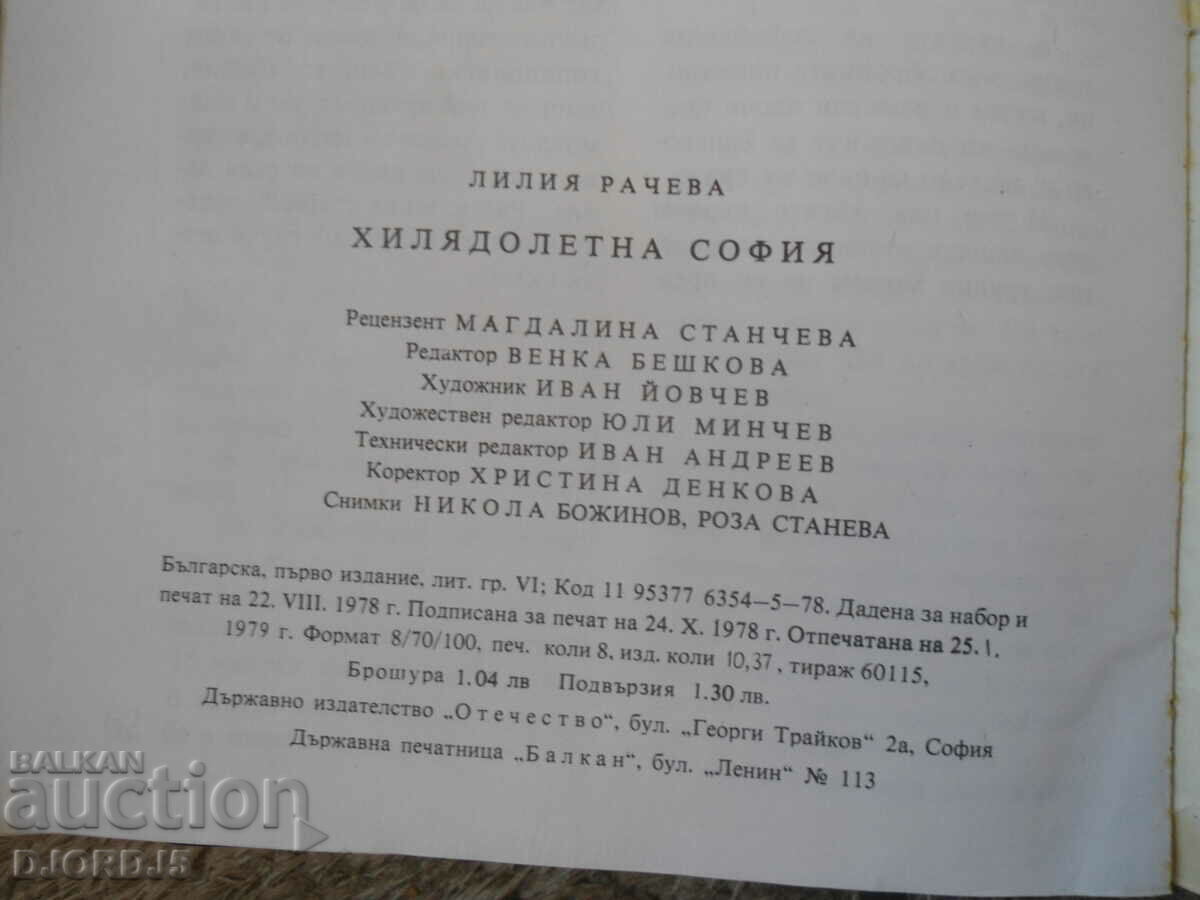 ЛИЛИЯ РАЧЕВА
ХИЛЯДОЛЕТНА СОФИЯ
Рецензент МАГДАЛИНА СТАНЧЕВА
Редактор ВЕНКА БЕШКОВА
Художник ИВАН ЙОВЧЕВ
Художествен редактор ЮЛИ МИНЧЕВ
Технически редактор ИВАН АНДРЕЕВ
Коректор ХРИСТИНА ДЕНКОВА
Снимки НИКОЛА БОЖИНОВ, РОЗА СТАНЕВА
Българска, първо издание, лит. гр. VI; Код 11 95377 6354—5—78. Дадена за набор и
печат на 22. VIII. 1978 г. Подписана за печат на 24. X. 1978 г. Отпечатана на 25. I.
1979 г. Формат 8/70/100, печ. коли 8, изд. коли 10,37, тираж 60115,
Брошура 1.04 лв Подвързия 1.30 лв.
Държавно издателство „Отечество“, бул. „Георги Трайков“ 2а, София
Държавна печатница „Балкан“, бул. „Ленин“ № 113
BALKAN
auction
DJORDJ5